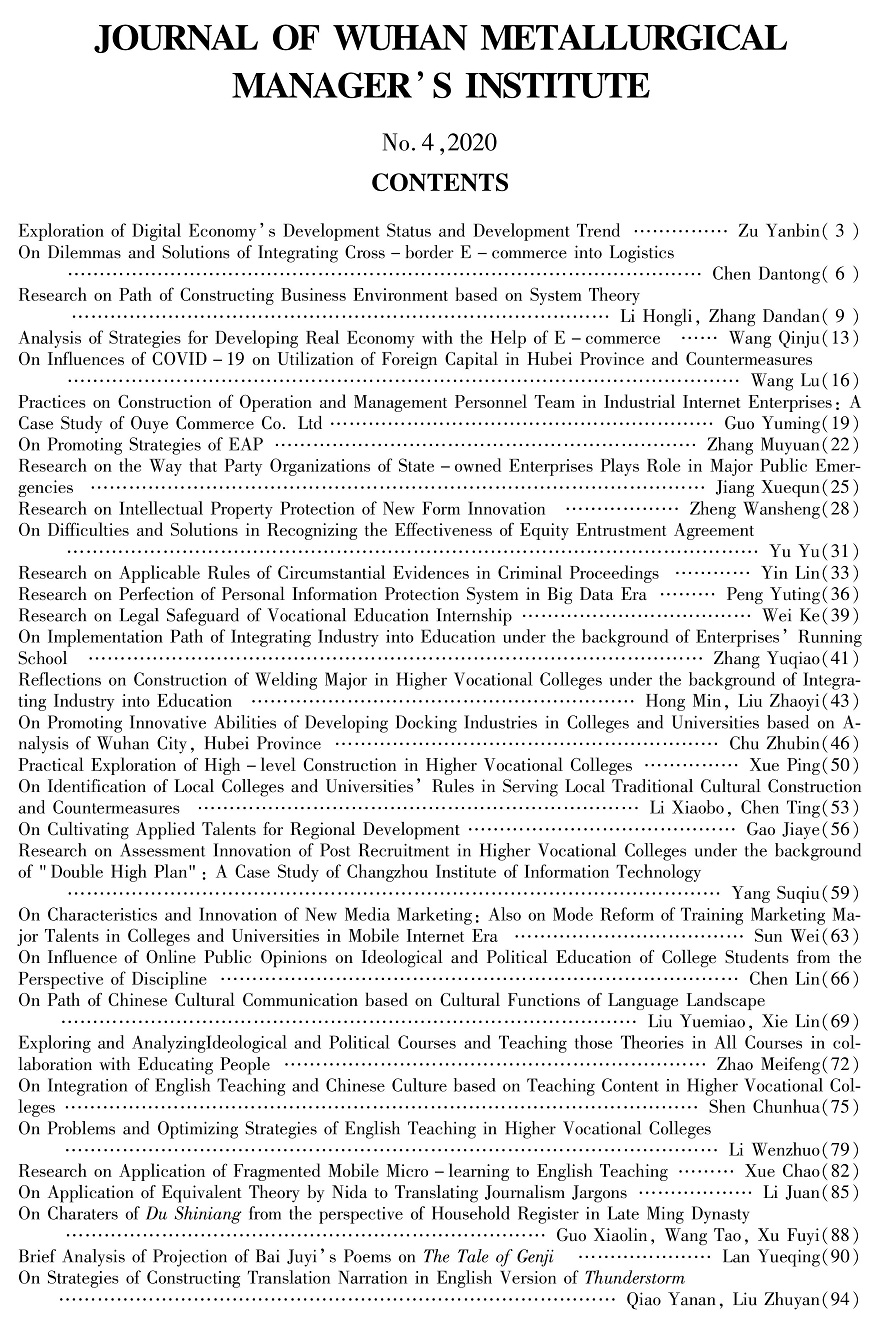 JOURNAL OF WUHAN METALLURGICAL
MANAGER'S INSTITUTE
No. 4,2020
CONTENTS
Exploration of Digital Economy's Development Status and Development Trend ··············· Zu Yanbin( 3 )
On Dilemmas and Solutions of Integrating Cross-border E-commerce into Logistics
··············· Chen Dantong( 6 )
Research on Path of Constructing Business Environment based on System Theory
··············· Li Hongli, Zhang Dandan( 9 )
Analysis of Strategies for Developing Real Economy with the Help of E-commerce ······ Wang Qinju(13)
On Influences of COVID-19 on Utilization of Foreign Capital in Hubei Province and Countermeasures
··············· Wang Lu(16)
Practices on Construction of Operation and Management Personnel Team in Industrial Internet Enterprises: A
Case Study of Ouye Commerce Co. Ltd ··············· Guo Yuming(19)
On Promoting Strategies of EAP ··············· Zhang Muyuan(22)
Research on the Way that Party Organizations of State-owned Enterprises Plays Role in Major Public Emer-
gencies ··············· Jiang Xuequn(25)
Research on Intellectual Property Protection of New Form Innovation ··············· Zheng Wansheng(28)
On Difficulties and Solutions in Recognizing the Effectiveness of Equity Entrustment Agreement
··············· Yu Yu(31)
Research on Applicable Rules of Circumstantial Evidences in Criminal Proceedings ············ Yin Lin(33)
Research on Perfection of Personal Information Protection System in Big Data Era ········· Peng Yuting(36)
Research on Legal Safeguard of Vocational Education Internship ··············· Wei Ke(39)
On Implementation Path of Integrating Industry into Education under the background of Enterprises' Running
School ··············· Zhang Yuqiao(41)
Reflections on Construction of Welding Major in Higher Vocational Colleges under the background of Integra-
ting Industry into Education ··············· Hong Min, Liu Zhaoyi(43)
On Promoting Innovative Abilities of Developing Docking Industries in Colleges and Universities based on A-
nalysis of Wuhan City, Hubei Province ··············· Chu Zhubin(46)
Practical Exploration of High-level Construction in Higher Vocational Colleges ··············· Xue Ping(50)
On Identification of Local Colleges and Universities' Rules in Serving Local Traditional Cultural Construction
and Countermeasures ··············· Li Xiaobo, Chen Ting(53)
On Cultivating Applied Talents for Regional Development ··············· Gao Jiaye(56)
Research on Assessment Innovation of Post Recruitment in Higher Vocational Colleges under the background
of "Double High Plan": A Case Study of Changzhou Institute of Information Technology
··············· Yang Suqiu(59)
On Characteristics and Innovation of New Media Marketing: Also on Mode Reform of Training Marketing Ma-
jor Talents in Colleges and Universities in Mobile Internet Era ··············· Sun Wei(63)
On Influence of Online Public Opinions on Ideological and Political Education of College Students from the
Perspective of Discipline ··············· Chen Lin(66)
On Path of Chinese Cultural Communication based on Cultural Functions of Language Landscape
··············· Liu Yuemiao, Xie Lin(69)
Exploring and AnalyzingIdeological and Political Courses and Teaching those Theories in All Courses in col-
laboration with Educating People ··············· Zhao Meifeng(72)
On Integration of English Teaching and Chinese Culture based on Teaching Content in Higher Vocational Col-
leges ··············· Shen Chunhua(75)
On Problems and Optimizing Strategies of English Teaching in Higher Vocational Colleges
··············· Li Wenzhuo(79)
Research on Application of Fragmented Mobile Micro-learning to English Teaching ········· Xue Chao(82)
On Application of Equivalent Theory by Nida to Translating Journalism Jargons ··············· Li Juan(85)
On Charaters of Du Shiniang from the perspective of Household Register in Late Ming Dynasty
··············· Guo Xiaolin, Wang Tao, Xu Fuyi(88)
Brief Analysis of Projection of Bai Juyi's Poems on The Tale of Genji ··············· Lan Yueqing(90)
On Strategies of Constructing Translation Narration in English Version of Thunderstorm
··············· Qiao Yanan, Liu Zhuyan(94)